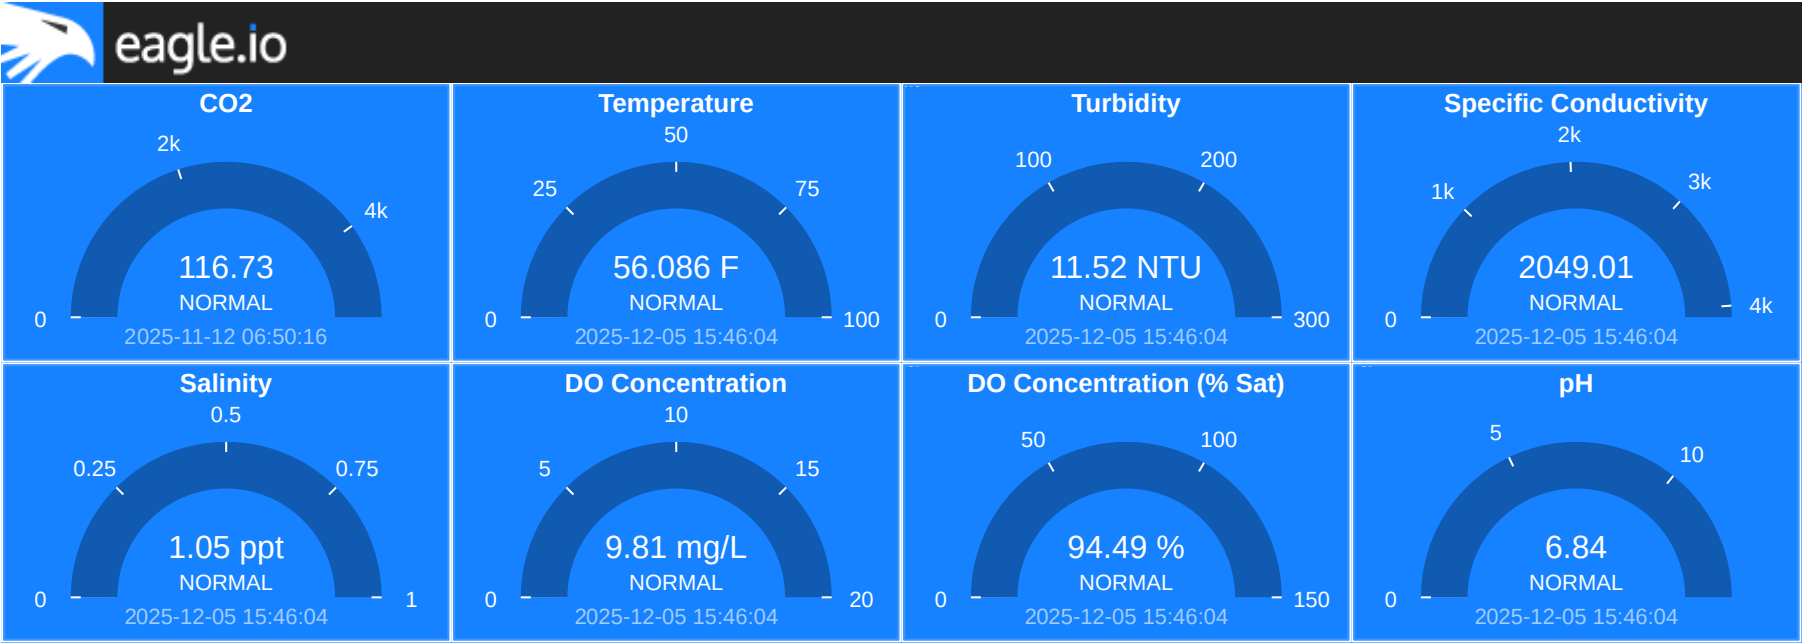 eagle.io
CO2
2k
4k
116.73
NORMAL
0
2025-11-12 06:50:16
Temperature
50
25
75
56.086 F
NORMAL
0
100
2025-12-05 15:46:04
Turbidity
100
200
11.52 NTU
NORMAL
0
300
2025-12-05 15:46:04
Specific Conductivity
2k
1k
3k
2049.01
NORMAL
0
4k
2025-12-05 15:46:04
Salinity
0.5
0.25
0.75
1.05 ppt
NORMAL
0
1
2025-12-05 15:46:04
DO Concentration
10
5
15
9.81 mg/L
NORMAL
0
20
2025-12-05 15:46:04
DO Concentration (% Sat)
50
100
94.49 %
NORMAL
0
150
2025-12-05 15:46:04
pH
5
10
6.84
NORMAL
0
2025-12-05 15:46:04